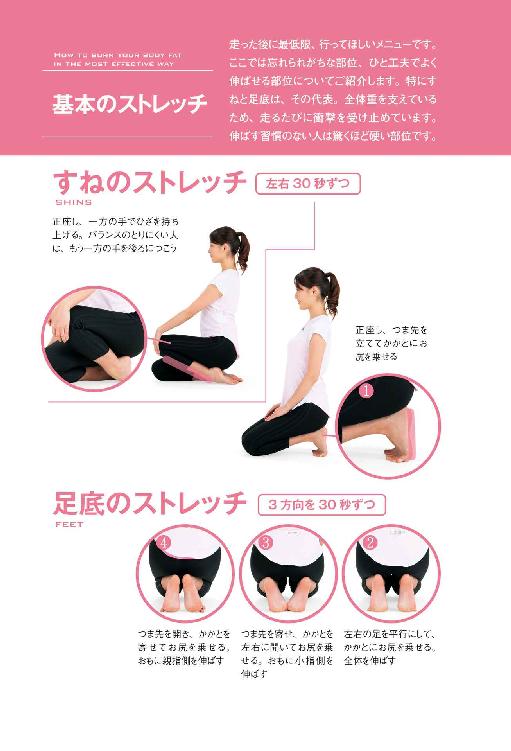 HOW TO BURN YOUR BODY FAT
IN THE MOST EFFECTIVE WAY
基本のストレッチ
走った後に最低限、行ってほしいメニューです。
ここでは忘れられがちな部位、ひと工夫でよく
伸ばせる部位についてご紹介します。特にす
ねと足底は、その代表。全体重を支えている
ため、走るたびに衝撃を受け止めています。
伸ばす習慣のない人は驚くほど硬い部位です。
すねのストレッチ
左右30秒ずつ
SHINS
正座し、一方の手でひざを持ち
上げる。バランスのとりにくい人
は、もう一方の手を後ろにつこう
正座し、つま先を
立ててかかとにお
尻を乗せる
1
足底のストレッチ
3方向を30秒ずつ
FEET
4
3
2
つま先を開き、かかとを
寄せてお尻を乗せる。
おもに親指側を伸ばす
つま先を寄せ、かかとを
左右に開いてお尻を乗
せる。おもに小指側を
伸ばす
左右の足を平行にして、
かかとにお尻を乗せる。
全体を伸ばす